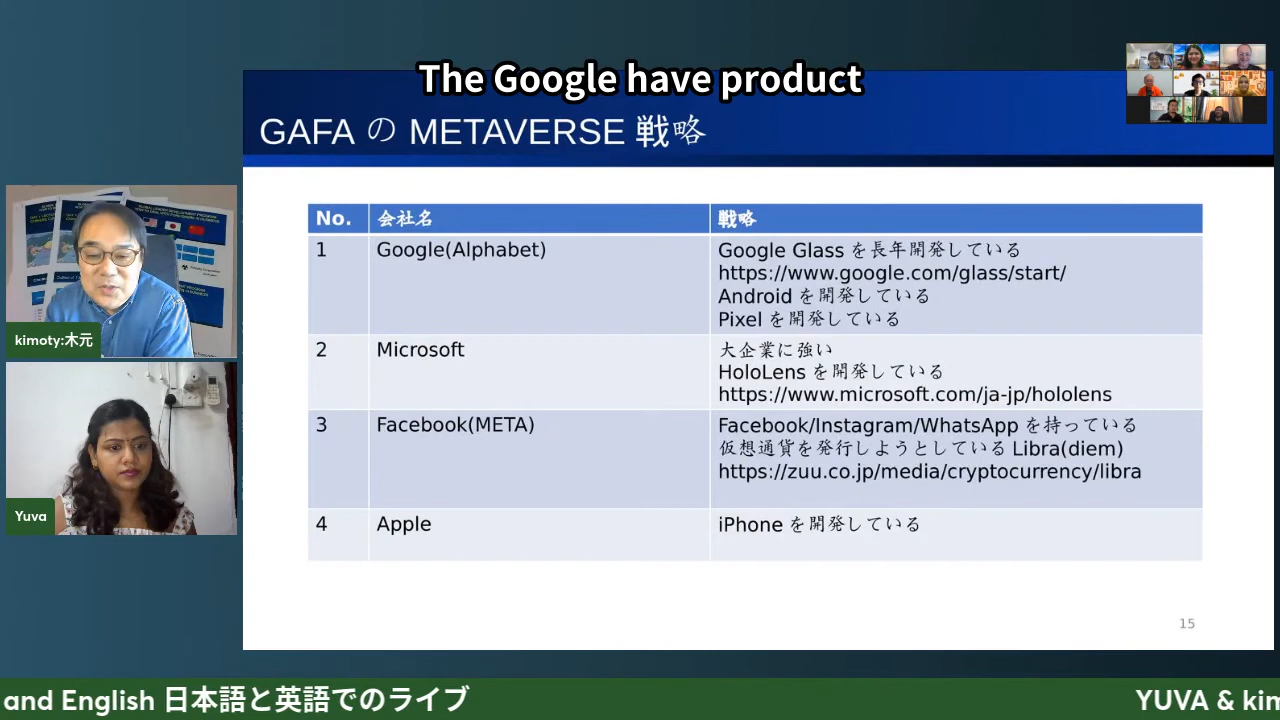 The Google have product
GAFA の METAVERSE 戦略
No. 会社名 戦略
1 Google(Alphabet) Google Glass を長年開発している
https://www.google.com/glass/start/
Android を開発している
Pixel を開発している
2 Microsoft 大企業に強い
HoloLens を開発している
https://www.microsoft.com/ja-jp/hololens
3 Facebook(META) Facebook/Instagram/WhatsApp を持っている
仮想通貨を発行しようとしている Libra(diem)
https://zuu.co.jp/media/cryptocurrency/libra
4 Apple iPhone を開発している
15
kimoty:木元
Yuva
and English 日本語と英語でのライブ
YUVA & kim